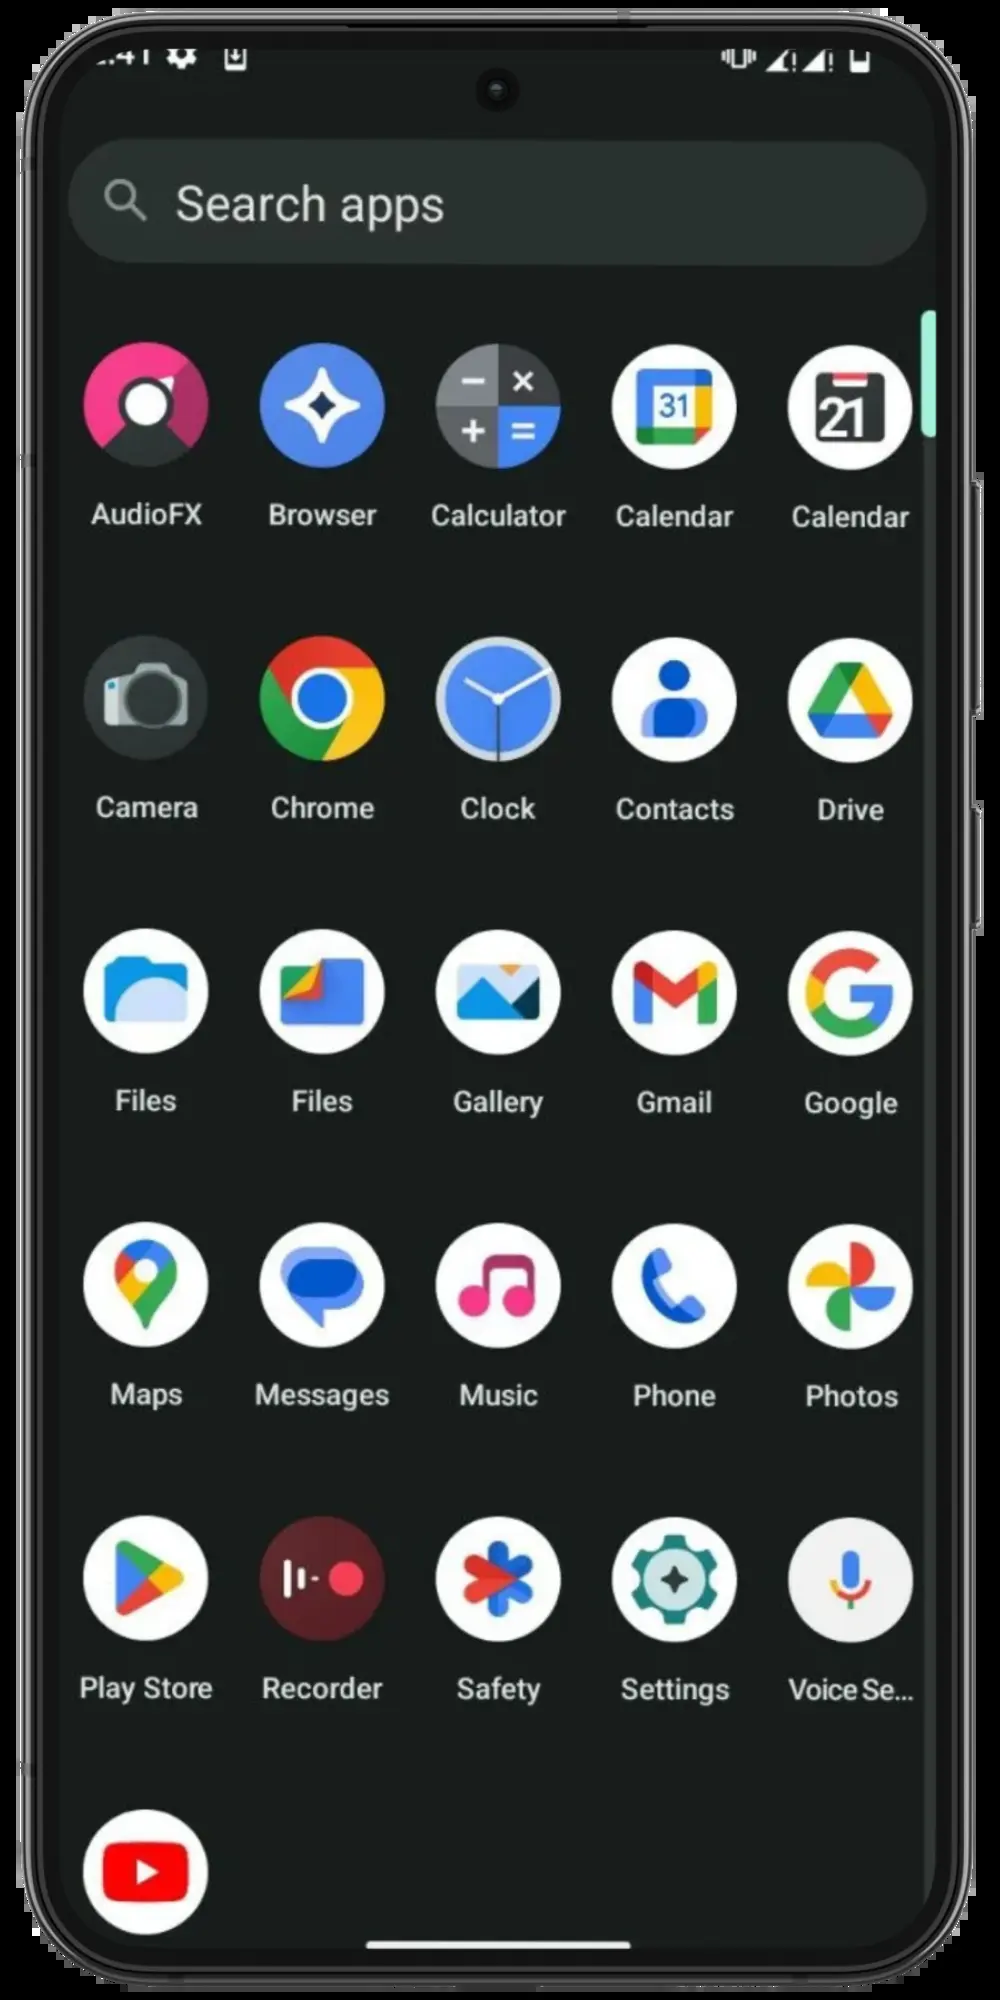 Search apps
31
21
AudioFX Browser Calculator Calendar Calendar
Camera Chrome Clock Contacts Drive
Files Files Gallery Gmail Google
Maps Messages Music Phone Photos
Play Store Recorder Safety Settings Voice Se...